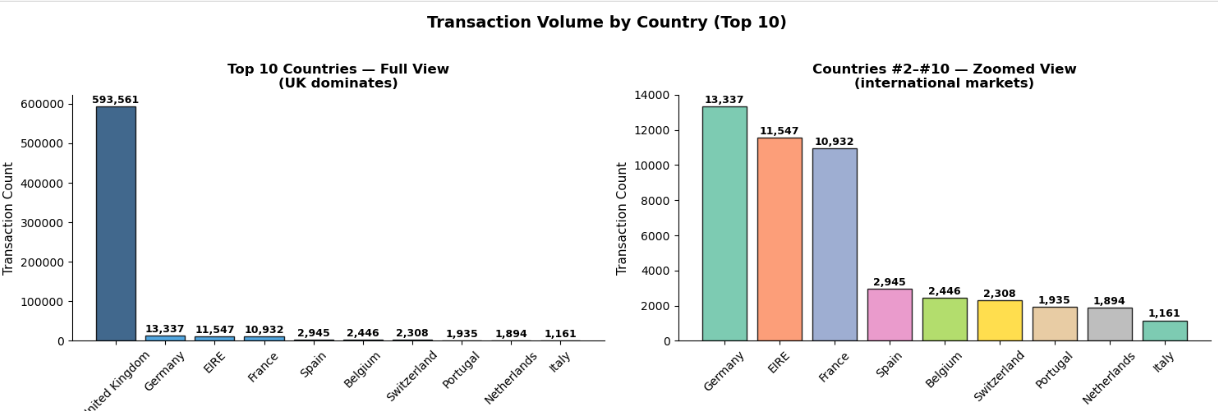 Transaction Volume by Country (Top 10)
Top 10 Countries — Full View
(UK dominates)
593,561
13,337
11,547
10,932
2,945
2,446
2,308
1,935
1,894
1,161
600000
500000
400000
300000
200000
100000
0
Transaction Count
nited Kingdom
Germany
EIRE
France
Spain
Belgium
Switzerland
Portugal
Netherlands
Italy
Countries #2–#10 — Zoomed View
(international markets)
13,337
11,547
10,932
2,945
2,446
2,308
1,935
1,894
1,161
14000
12000
10000
8000
6000
4000
2000
0
Transaction Count
Germany
EIRE
France
Spain
Belgium
Switzerland
Portugal
Netherlands
Italy